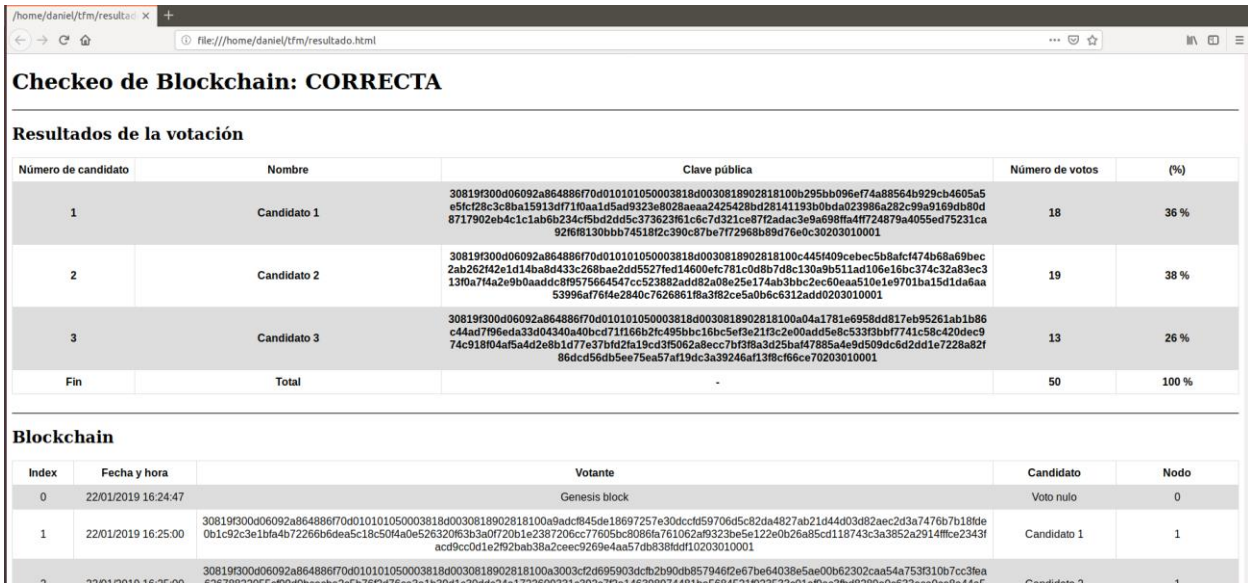 /home/daniel/tfm/resultad
file:///home/daniel/tfm/resultado.html
Checkeo de Blockchain: CORRECTA
Resultados de la votación
Número de candidato Nombre Clave pública Número de votos (%)
30819f300d06092a864886f70d010101050003818d0030818902818100b295bb096ef74a88564b929cb4605a5
e5fcf28c3c8ba15913df71f0aa1d5ad9323e8028aeaa2425428bd28141193b0bda023986a282c99a9169db80d
1 Candidato 1 18 36 %
8717902eb4c1c1ab6b234cf5bd2dd5c373623f61c6c7d321ce87f2adac3e9a698ffa4ff724879a4055ed75231ca
92f6f8130bbb74518f2c390c87be7f72968b89d76e0c30203010001
30819f300d06092a864886f70d010101050003818d0030818902818100c445f409cebec5b8afcf474b68a69bec
2ab262f42e1d14ba8d433c268bae2dd5527fed14600efc781c0d8b7d8c130a9b511ad106e16bc374c32a83ec3
2 Candidato 2 19 38 %
13f0a7f4a2e9b0aaddc8f9575664547cc523882add82a08e25e174ab3bbc2ec60eaa510e1e9701ba15d1da6aa
53996af76f4e2840c7626861f8a3f82ce5a0b6c6312add0203010001
30819f300d06092a864886f70d010101050003818d0030818902818100a04a1781e6958dd817eb95261ab1b86
c44ad7f96eda33d04340a40bcd71f166b2fc495bbc16bc5ef3e21f3c2e00add5e8c533f3bbf7741c58c420dec9
3 Candidato 3 13 26 %
74c918f04af5a4d2e8b1d77e37bfd2fa19cd3f5062a8ecc7bf3f8a3d25baf47885a4e9d509dc6d2dd1e7228a82f
86dcd56db5ee75ea57af19dc3a39246af13f8cf66ce70203010001
Fin Total - 50 100 %
Blockchain
Index Fecha y hora Votante Candidato Nodo
0 22/01/2019 16:24:47 Genesis block Voto nulo 0
30819f300d06092a864886f70d010101050003818d0030818902818100a9adcf845de18697257e30dccfd59706d5c82da4827ab21d44d03d82aec2d3a7476b7b18fde
1 22/01/2019 16:25:00 0b1c92c3e1bfa4b72266b6dea5c18c50f4a0e526320f63b3a0f720b1e2387206cc77605bc8086fa761062af9323be5e122e0b26a85cd118743c3a3852a2914fffce2343f Candidato 1 1
acd9cc0d1e2f92bab38a2ceec9269e4aa57db838fddf10203010001
30819f300d06092a864886f70d010101050003818d0030818902818100a3003cf2d695903dcfb2b90db857946f2e67be64038e5ae00b62302caa54a753f310b7cc3fea